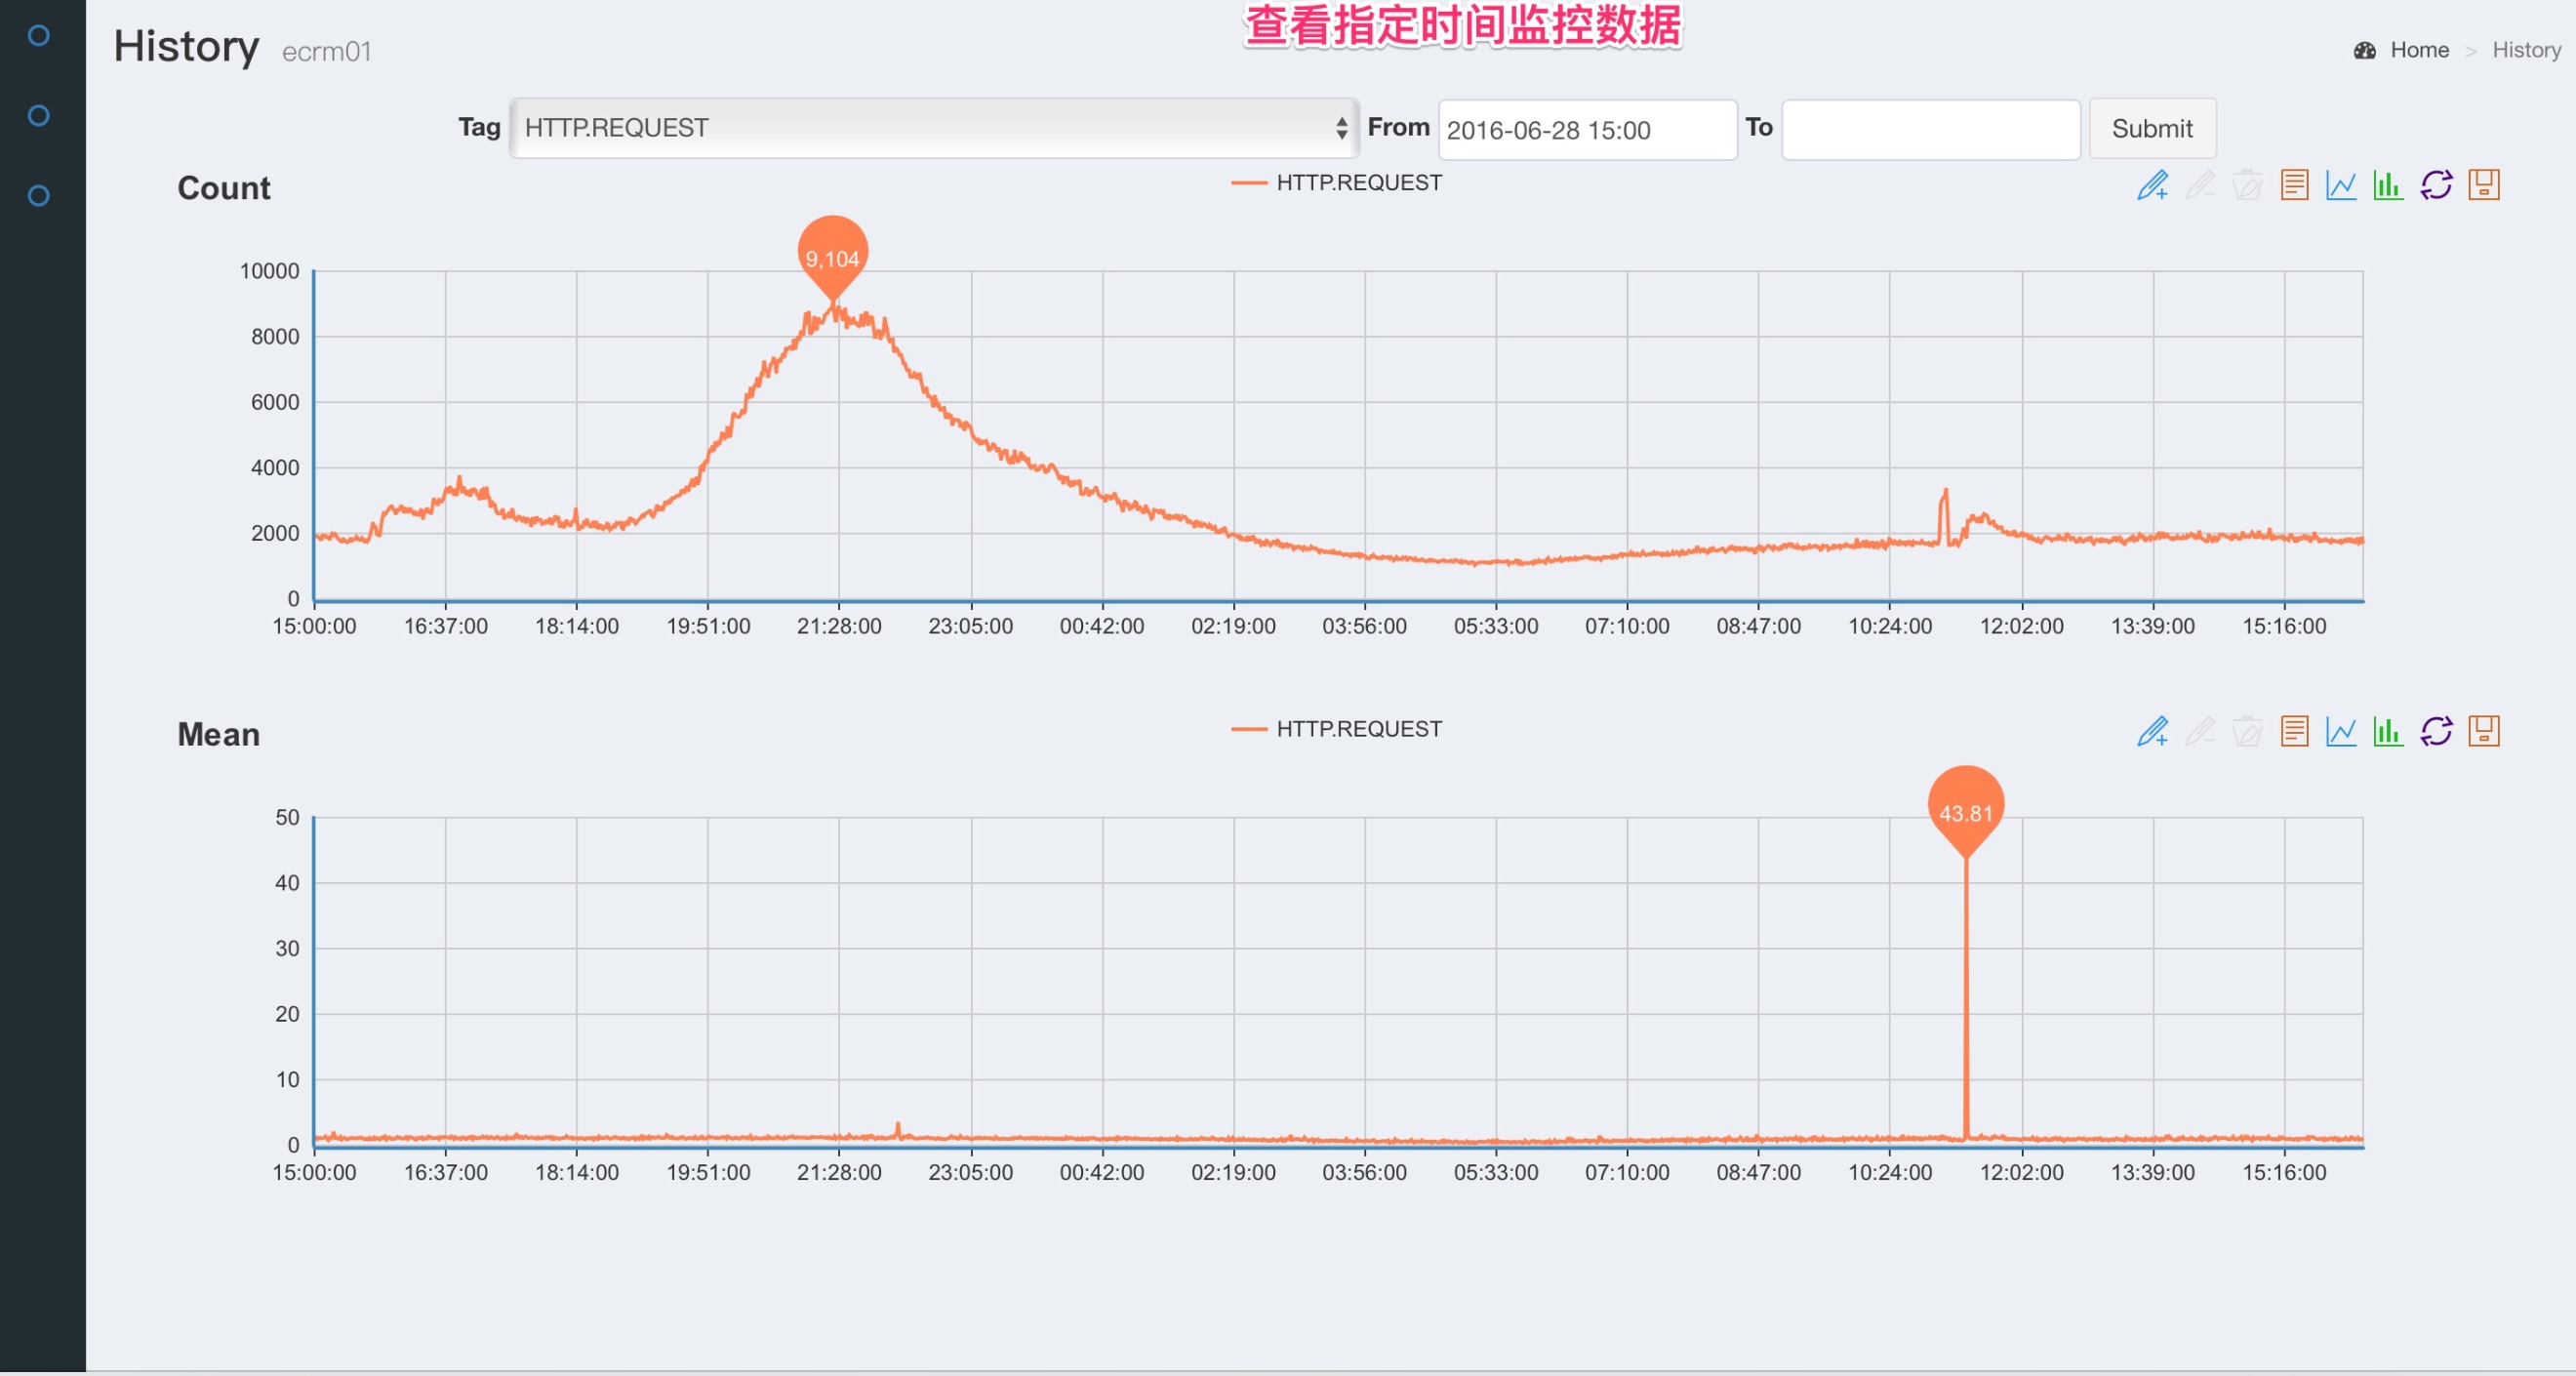 查看指定时间监控数据
History ecrm01
Home > History
Tag HTTP.REQUEST From 2016-06-28 15:00 To Submit
Count
HTTP.REQUEST
9,104
10000
8000
6000
4000
2000
0
15:00:00 16:37:00 18:14:00 19:51:00 21:28:00 23:05:00 00:42:00 02:19:00 03:56:00 05:33:00 07:10:00 08:47:00 10:24:00 12:02:00 13:39:00 15:16:00
Mean
HTTP.REQUEST
43.81
50
40
30
20
10
0
15:00:00 16:37:00 18:14:00 19:51:00 21:28:00 23:05:00 00:42:00 02:19:00 03:56:00 05:33:00 07:10:00 08:47:00 10:24:00 12:02:00 13:39:00 15:16:00